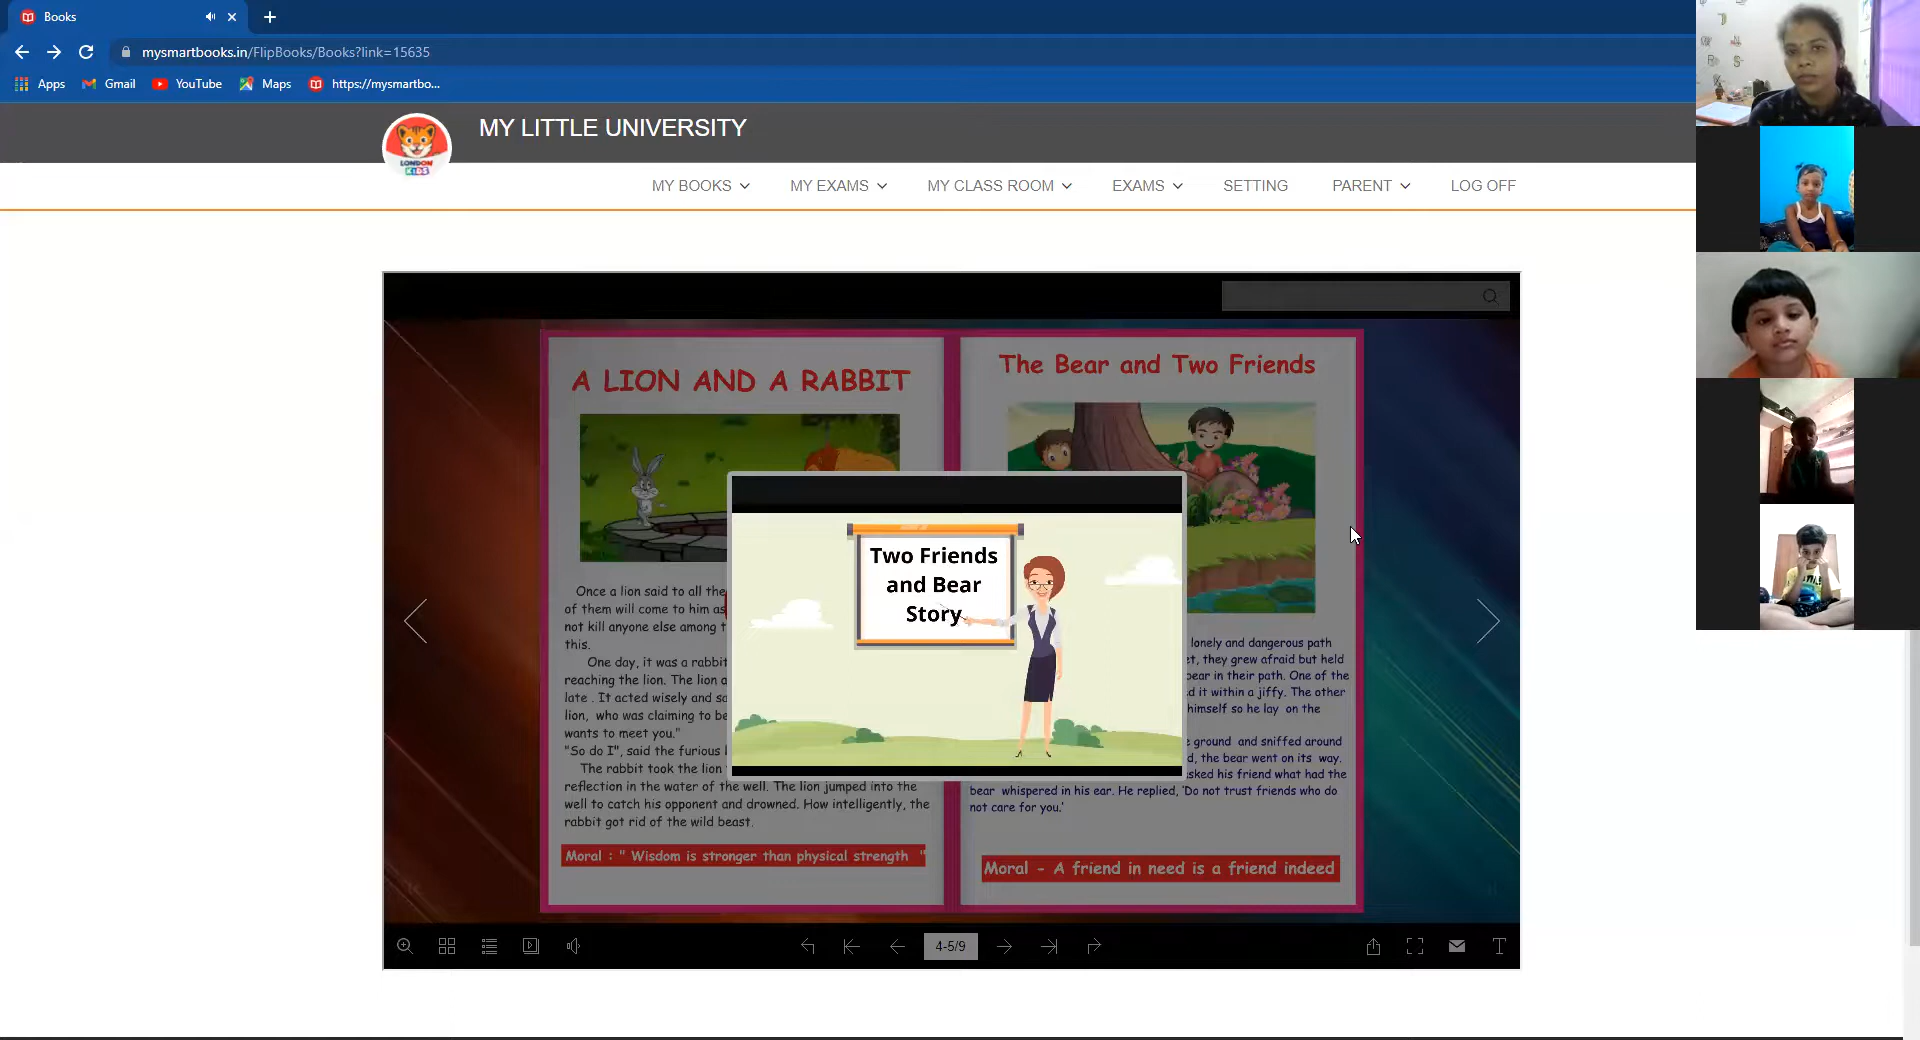 Books
mysmartbooks.in/FlipBooks/Books?link=15635
Apps
Gmail
YouTube
Maps
https://mysmartbo...
LONDON
KIDS
MY LITTLE UNIVERSITY
MY BOOKS
MY EXAMS
MY CLASS ROOM
EXAMS
SETTING
PARENT
LOG OFF
A LION AND A RABBIT
Once a lion said to all the
of them will come to him as
not kill anyone else among
this.
One day, it was a rabbit
reaching the lion. The lion
late . It acted wisely and
lion, who was claiming to be
wants to meet you."
"So do I", said the furious
The rabbit took the lion
reflection in the water of the well. The lion jumped into the
well to catch his opponent and drowned. How intelligently, the
rabbit got rid of the wild beast.
Moral : " Wisdom is stronger than physical strength "
The Bear and Two Friends
lonely and dangerous path
they grew afraid but held
bear in their path. One of the
it within a jiffy. The other
himself so he lay on the
ground and sniffed around
the bear went on its way.
his friend what had the
bear whispered in his ear. He replied, 'Do not trust friends who do
not care for you.'
Moral - A friend in need is a friend indeed
Two Friends
and Bear
Story
4-5/9
T